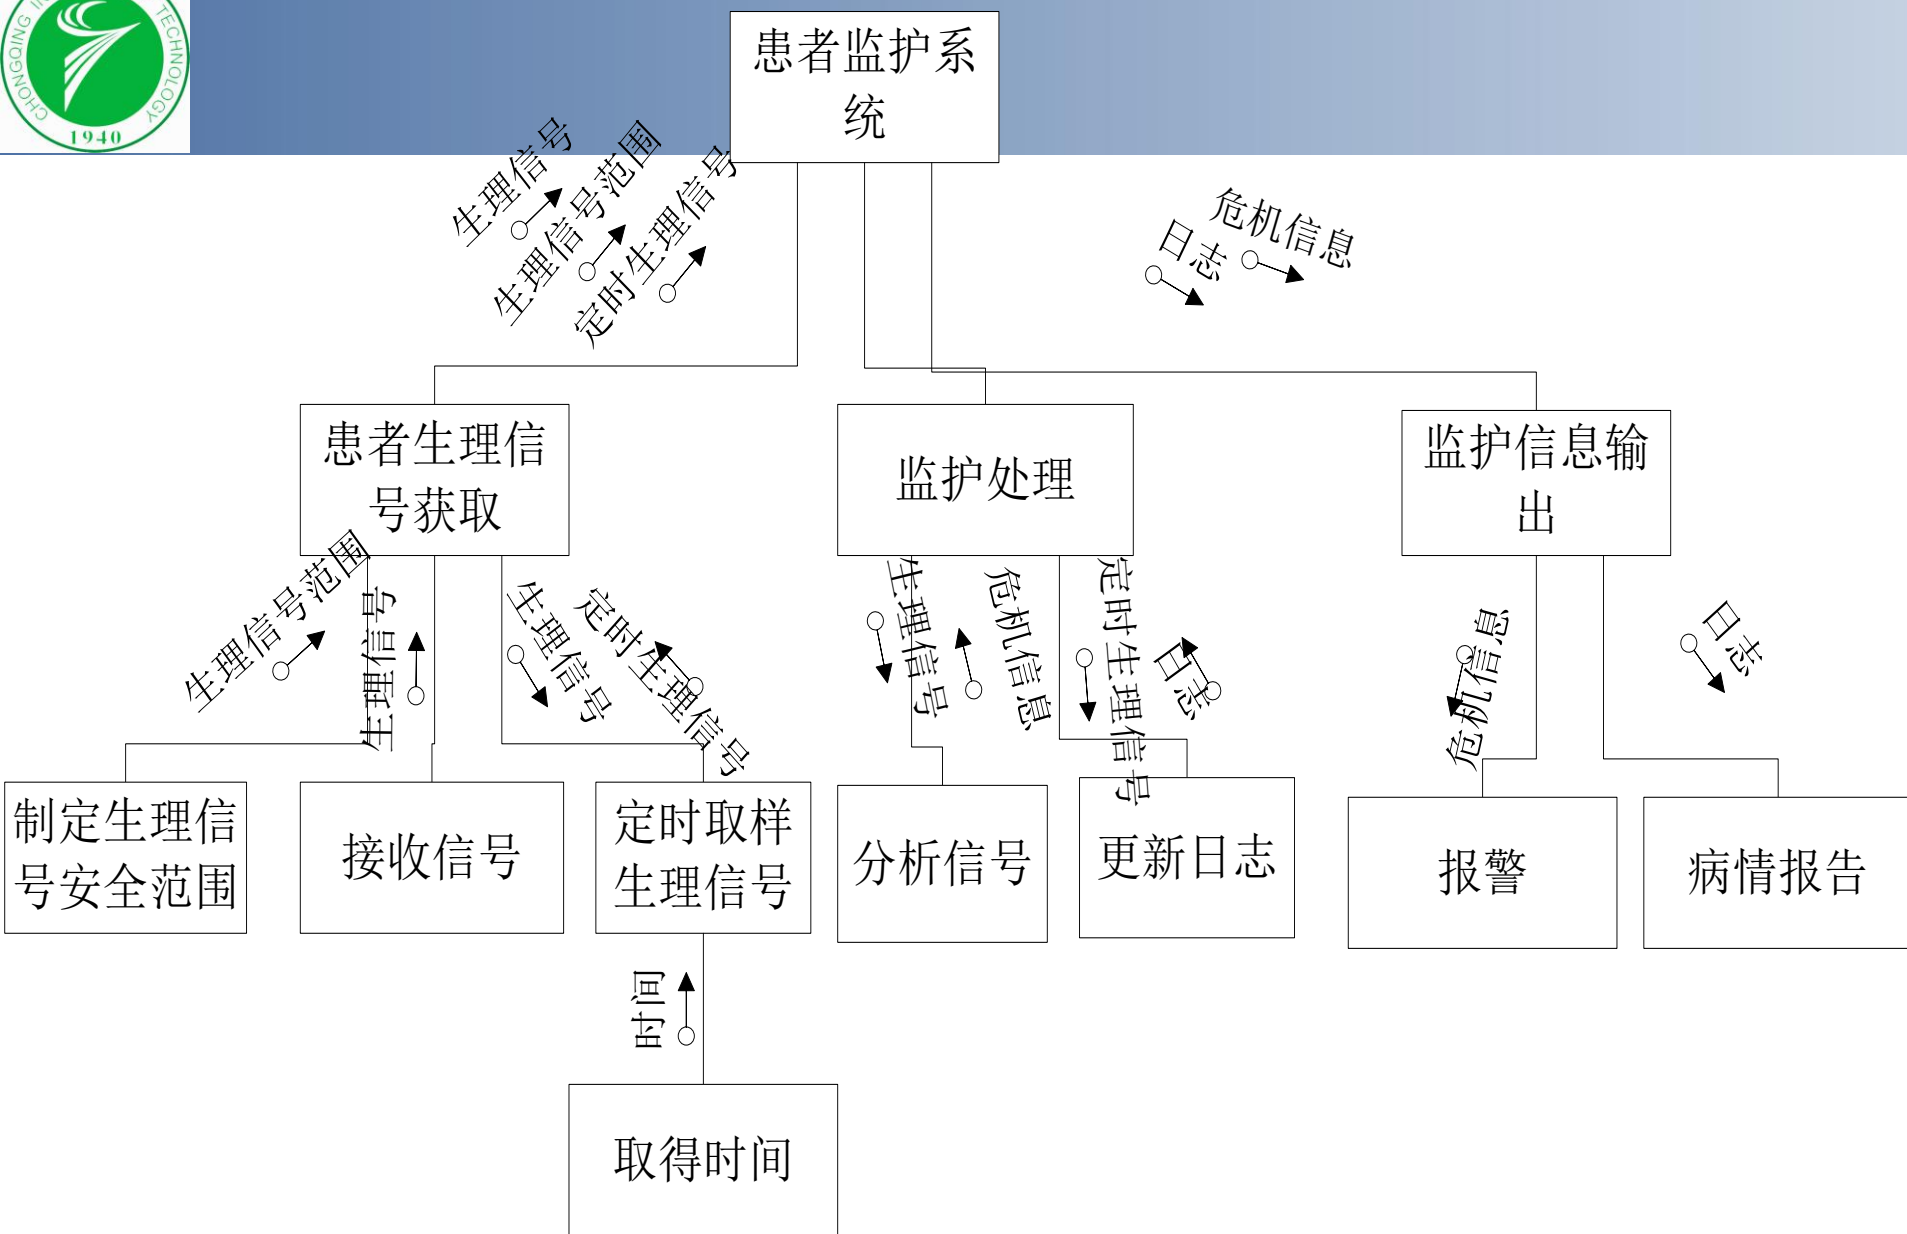 CHONGQING IN
TECHNOLOGY
1940
患者监护系
统
生理信号
生理信号范围
定时生理信号
日志
危机信息
患者生理信
号获取
监护处理
监护信息输
出
生理信号范围
生理信号
生理信号
定时生理信号
生理信号
危机信息
定时生理信号
日志
危机信息
日志
制定生理信
号安全范围
接收信号
定时取样
生理信号
分析信号
更新日志
报警
病情报告
时间
取得时间